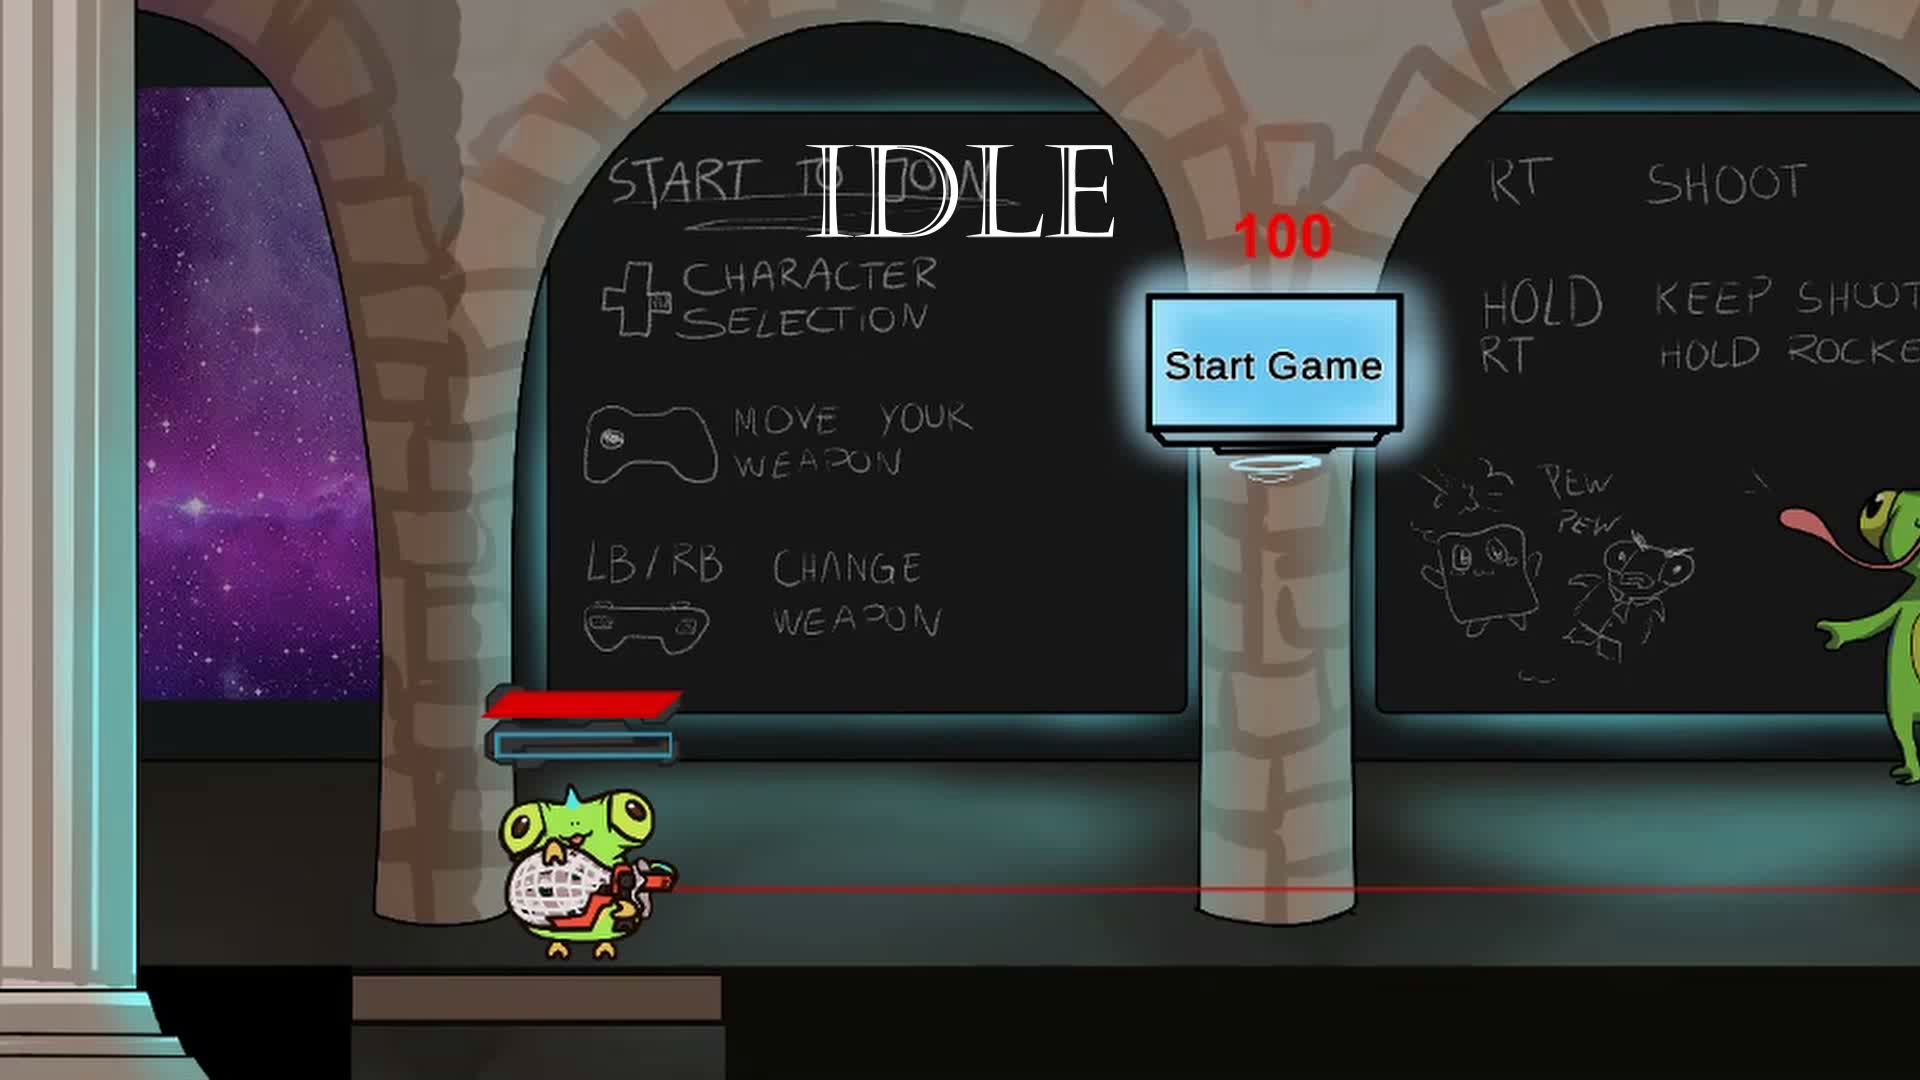 IDLE
START TO JOIN
CHARACTER
SELECTION
MOVE YOUR
WEAPON
LB/RB CHANGE
WEAPON
100
Start Game
RT SHOOT
HOLD KEEP SHOOT
RT HOLD ROCKE
PEW
PEW